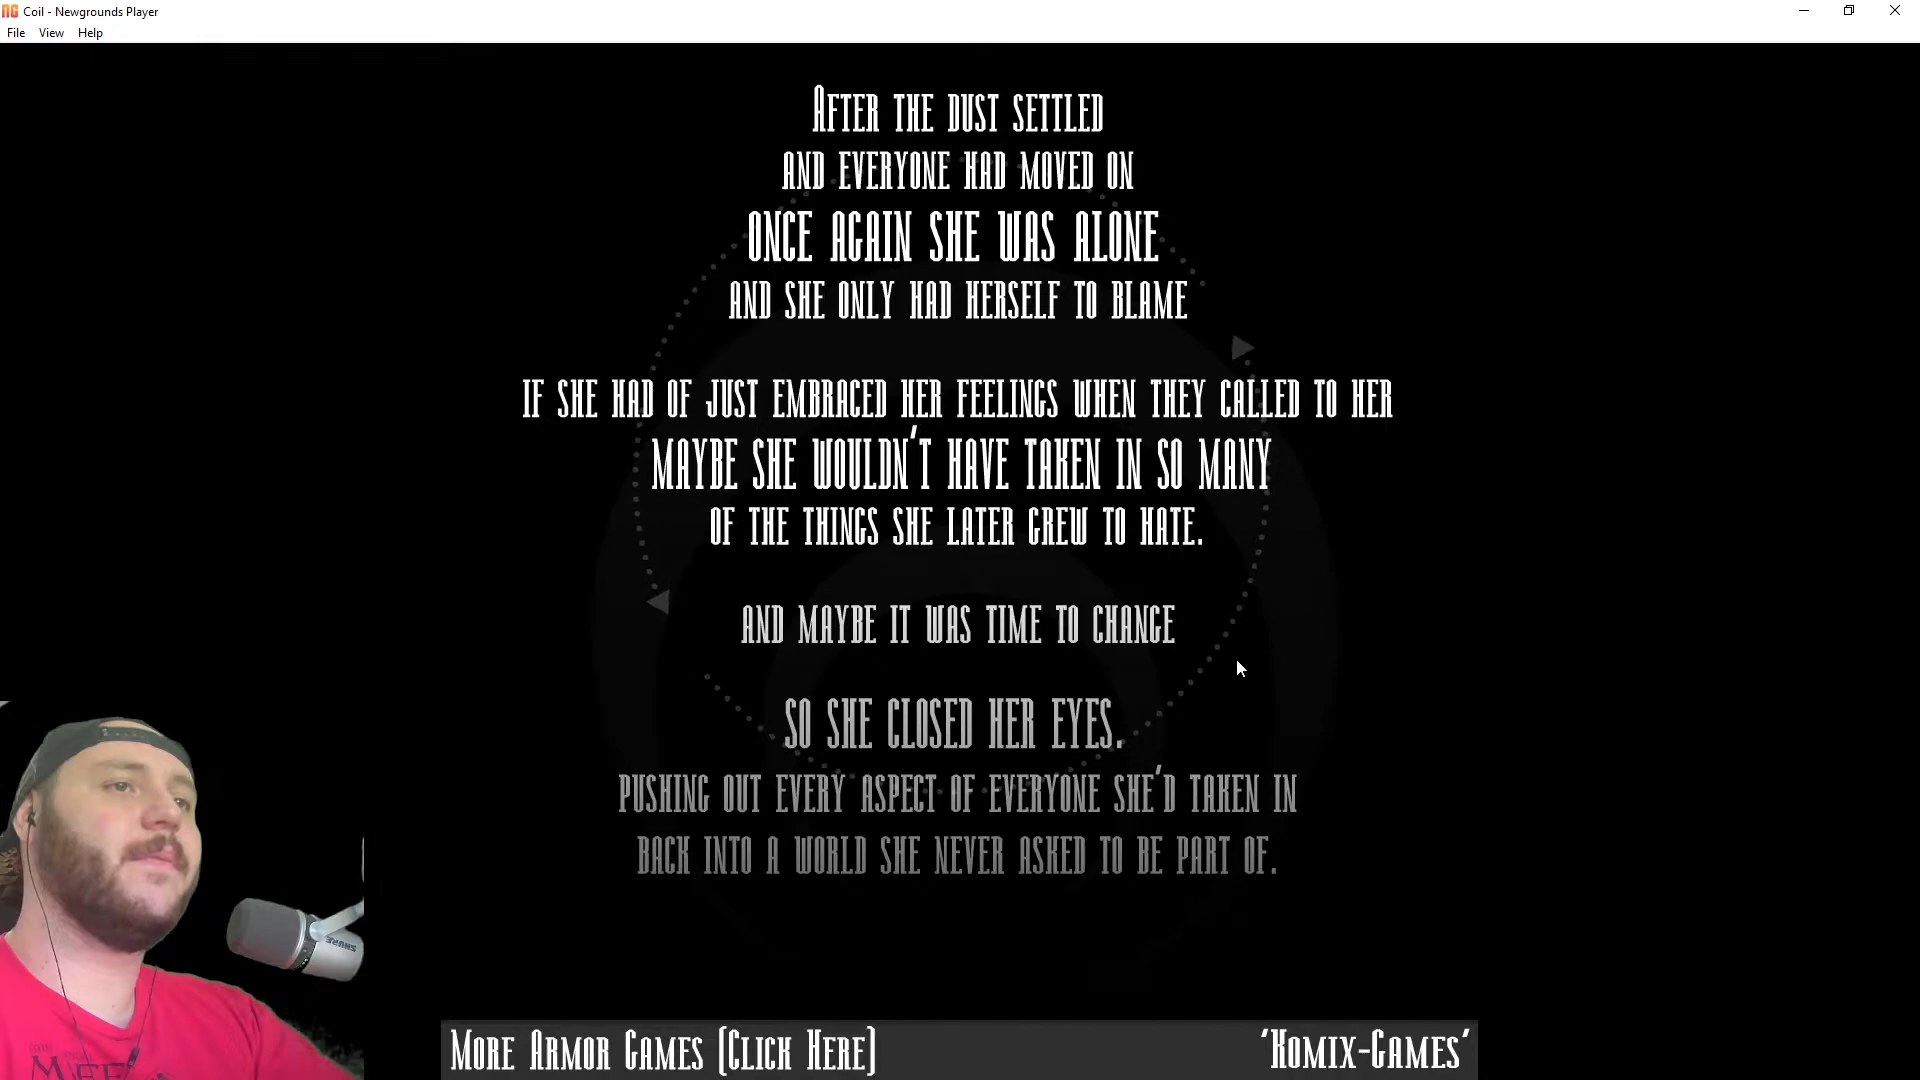 NG Coil - Newgrounds Player
File View Help
AFTER THE DUST SETTLED
AND EVERYONE HAD MOVED ON
ONCE AGAIN SHE WAS ALONE
AND SHE ONLY HAD HERSELF TO BLAME
IF SHE HAD OF JUST EMBRACED HER FEELINGS WHEN THEY CALLED TO HER
MAYBE SHE WOULDN'T HAVE TAKEN IN SO MANY
OF THE THINGS SHE LATER GREW TO HATE.
AND MAYBE IT WAS TIME TO CHANGE
SO SHE CLOSED HER EYES.
PUSHING OUT EVERY ASPECT OF EVERYONE SHE'D TAKEN IN
BACK INTO A WORLD SHE NEVER ASKED TO BE PART OF.
SHURE
MORE ARMOR GAMES (CLICK HERE)
'KOMIX-GAMES'